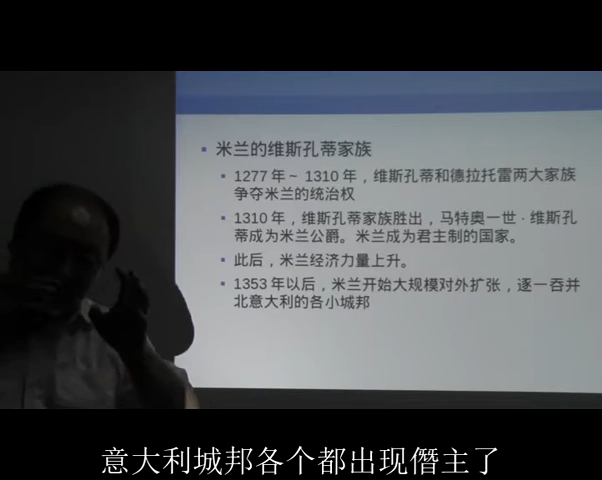 米兰的维斯孔蒂家族
1277 年～ 1310 年，维斯孔蒂和德拉托雷两大家族
争夺米兰的统治权
1310 年，维斯孔蒂家族胜出，马特奥一世 · 维斯孔
蒂成为米兰公爵。米兰成为君主制的国家。
此后，米兰经济力量上升。
1353 年以后，米兰开始大规模对外扩张，逐一吞并
北意大利的各小城邦
意大利城邦各个都出现僭主了